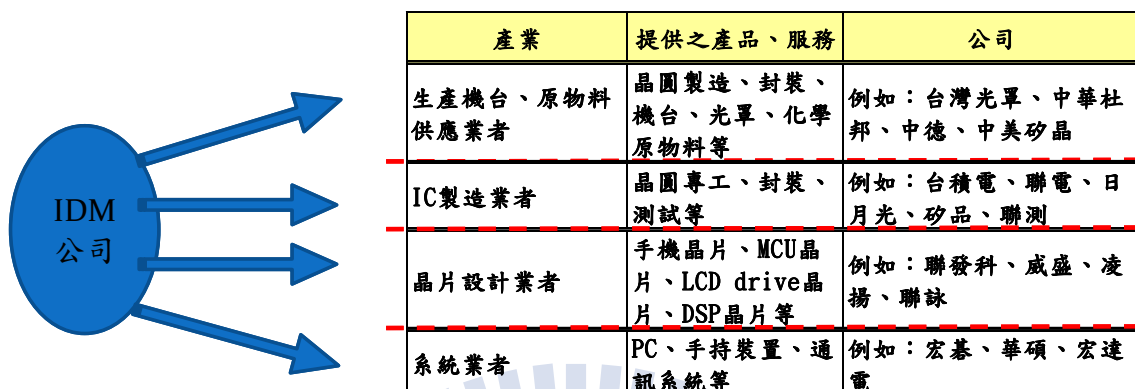 IDM
公司
產業
提供之產品、服務
公司
生產機台、原物料
供應業者
晶圓製造、封裝、
機台、光罩、化學
原物料等
例如：台灣光罩、中華杜
邦、中德、中美矽晶
IC製造業者
晶圓專工、封裝、
測試等
例如：台積電、聯電、日
月光、矽品、聯測
晶片設計業者
手機晶片、MCU晶
片、LCD drive晶
片、DSP晶片等
例如：聯發科、威盛、凌
揚、聯詠
系統業者
PC、手持裝置、通
訊系統等
例如：宏碁、華碩、宏達
電